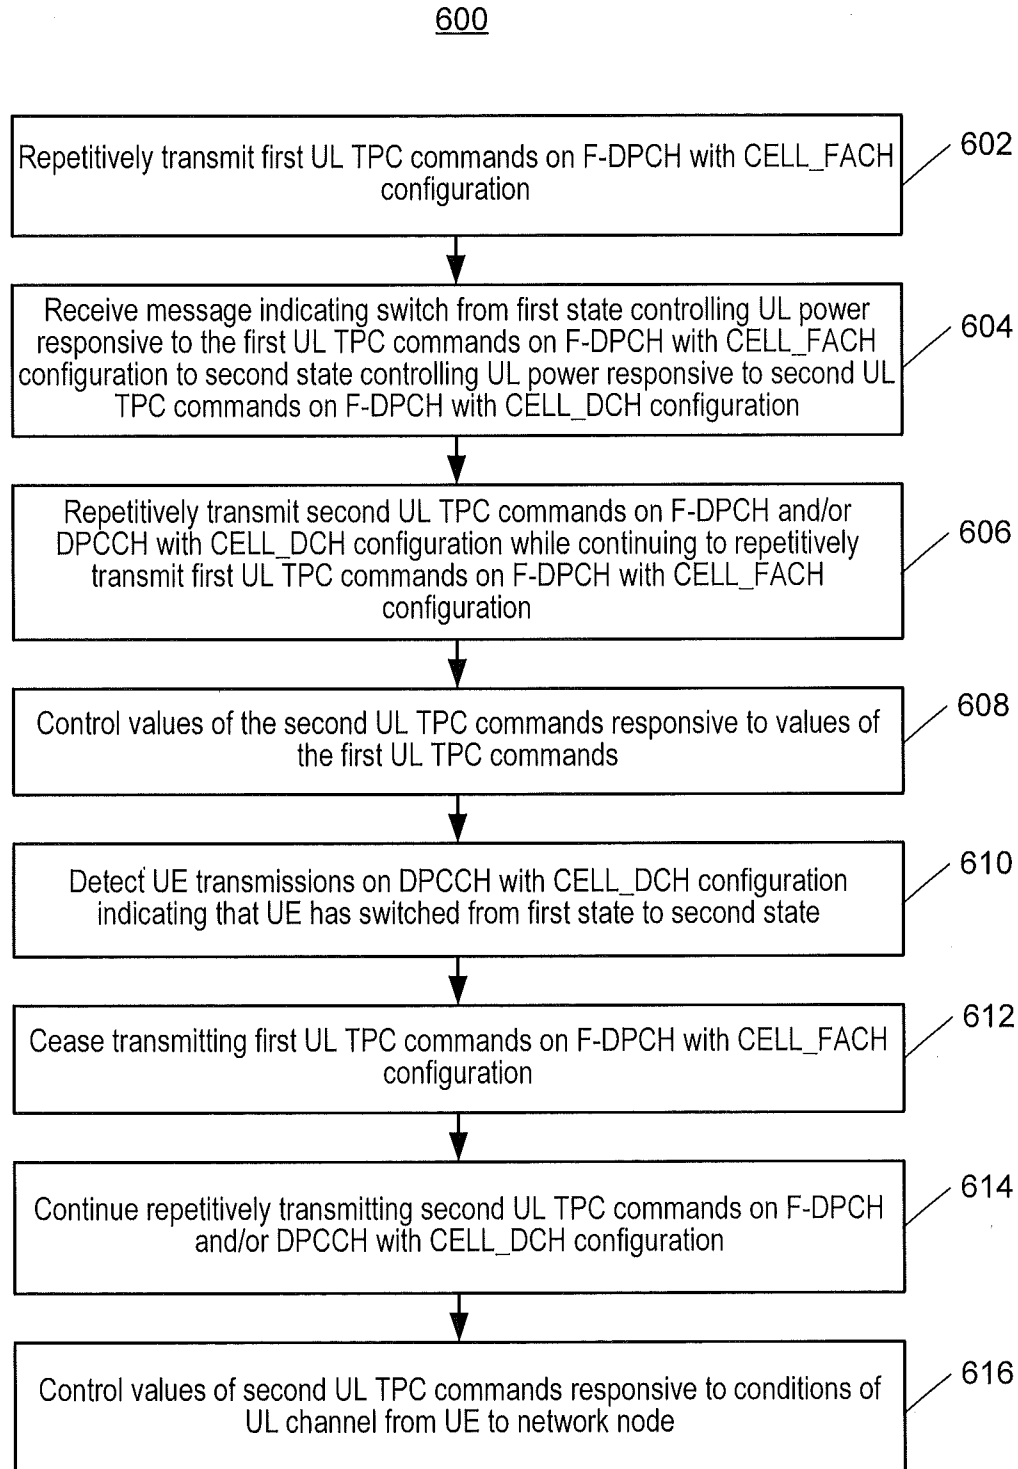 600
Repetitively transmit first UL TPC commands on F-DPCH with CELL_FACH
configuration
602
Receive message indicating switch from first state controlling UL power
responsive to the first UL TPC commands on F-DPCH with CELL_FACH
configuration to second state controlling UL power responsive to second UL
TPC commands on F-DPCH with CELL_DCH configuration
604
Repetitively transmit second UL TPC commands on F-DPCH and/or
DPCCH with CELL_DCH configuration while continuing to repetitively
transmit first UL TPC commands on F-DPCH with CELL_FACH
configuration
606
Control values of the second UL TPC commands responsive to values of
the first UL TPC commands
608
Detect UE transmissions on DPCCH with CELL_DCH configuration
indicating that UE has switched from first state to second state
610
Cease transmitting first UL TPC commands on F-DPCH with CELL_FACH
configuration
612
Continue repetitively transmitting second UL TPC commands on F-DPCH
and/or DPCCH with CELL_DCH configuration
614
Control values of second UL TPC commands responsive to conditions of
UL channel from UE to network node
616